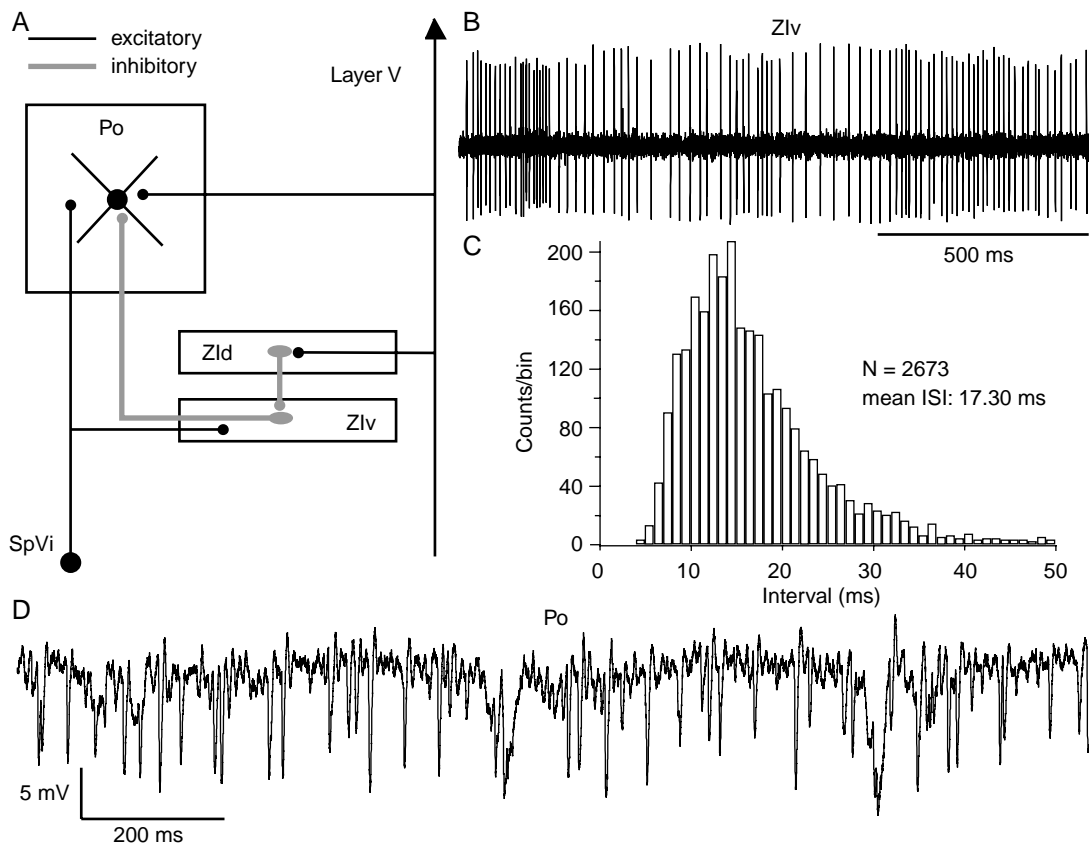 A
excitatory
inhibitory
Layer V
Po
ZId
ZIv
SpVi
B
ZIv
500 ms
C
200
160
120
80
40
0
Counts/bin
N = 2673
mean ISI: 17.30 ms
0 10 20 30 40 50
Interval (ms)
D
Po
5 mV
200 ms